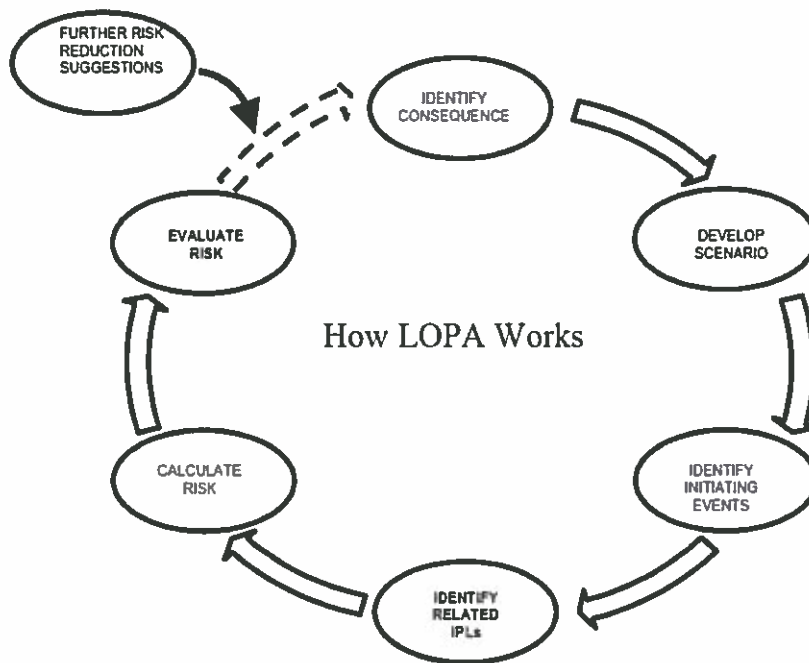 FURTHER RISK
REDUCTION
SUGGESTIONS
IDENTIFY
CONSEQUENCE
EVALUATE
RISK
DEVELOP
SCENARIO
How LOPA Works
CALCULATE
RISK
IDENTIFY
INITIATING
EVENTS
IDENTIFY
RELATED
IPLs